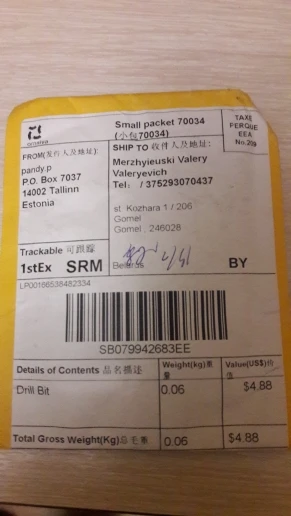 Small packet 70034
(小包70034)
TAXE
PERÇUE
EEA
No.20
FROM(发件人及地址):
pandy.p
P.O. Box 7037
14002 Tallinn
Estonia
SHIP TO 收件人及地址:
Merzhyieuski Valery
Valeryevich
Tel: / 375293070437
st Kozhara 1 / 206
Gomel
Gomel , 246028
Belarus
BY
Trackable 可跟踪
1stEx SRM
LP00166538482334
SB079942683EE
Details of Contents 品名描述
Weight(kg)重量
Value(US$)价值
Drill Bit
0.06
$4.88
Total Gross Weight(Kg)总毛重
0.06
$4.88